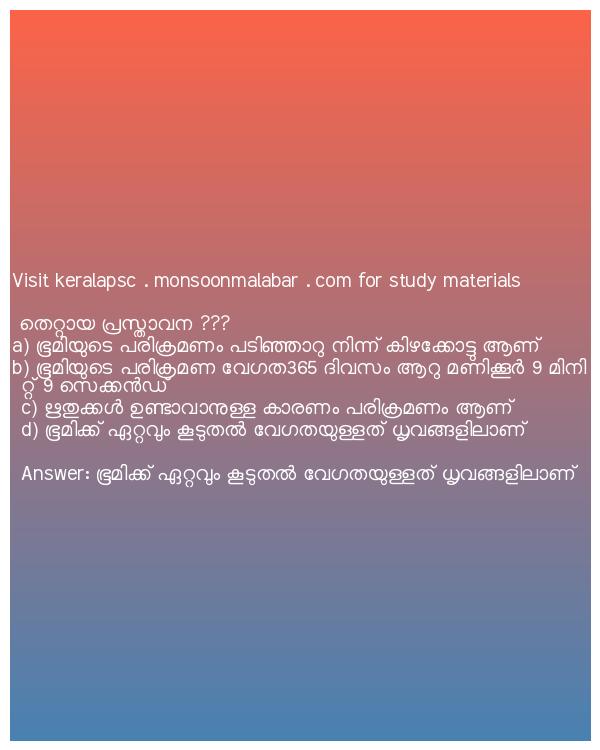 Visit keralapsc . monsoonmalabar . com for study materials
തെറ്റായ പ്രസ്താവന ???
a) ഭൂമിയുടെ പരിക്രമണം പടിഞ്ഞാറു നിന്ന് കിഴക്കോട്ടു ആണ്
b) ഭൂമിയുടെ പരിക്രമണ വേഗത365 ദിവസം ആറു മണിക്കൂർ 9 മിനി
റ്റ് 9 സെക്കൻഡ്
c) ഋതുക്കൾ ഉണ്ടാവാനുള്ള കാരണം പരിക്രമണം ആണ്
d) ഭൂമിക്ക് ഏറ്റവും കൂടുതൽ വേഗതയുള്ളത് ധൃവങ്ങളിലാണ്
Answer: ഭൂമിക്ക് ഏറ്റവും കൂടുതൽ വേഗതയുള്ളത് ധൃവങ്ങളിലാണ്